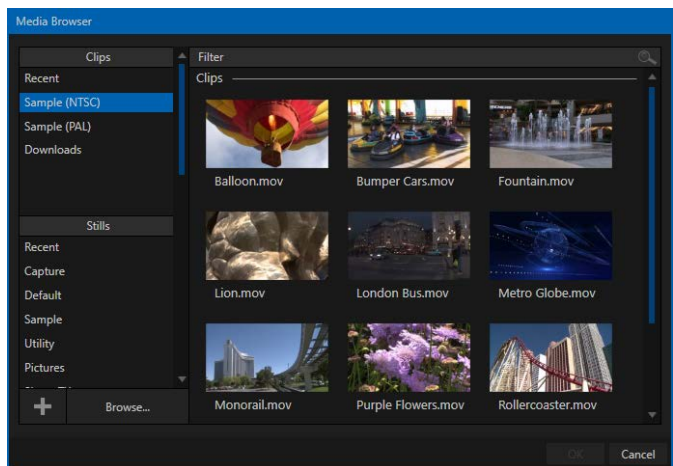 Media Browser
Clips
Recent
Sample (NTSC)
Sample (PAL)
Downloads
Stills
Recent
Capture
Default
Sample
Utility
Pictures
Browse...
Filter
Clips
Balloon.mov
Bumper Cars.mov
Fountain.mov
Lion.mov
London Bus.mov
Metro Globe.mov
Monorail.mov
Purple Flowers.mov
Rollercoaster.mov
OK
Cancel